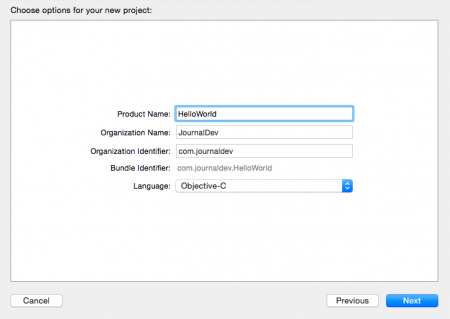 Choose options for your new project:
Product Name: HelloWorld
Organization Name: JournalDev
Organization Identifier: com.journaldev
Bundle Identifier: com.journaldev.HelloWorld
Language: Objective-C
Cancel Previous Next